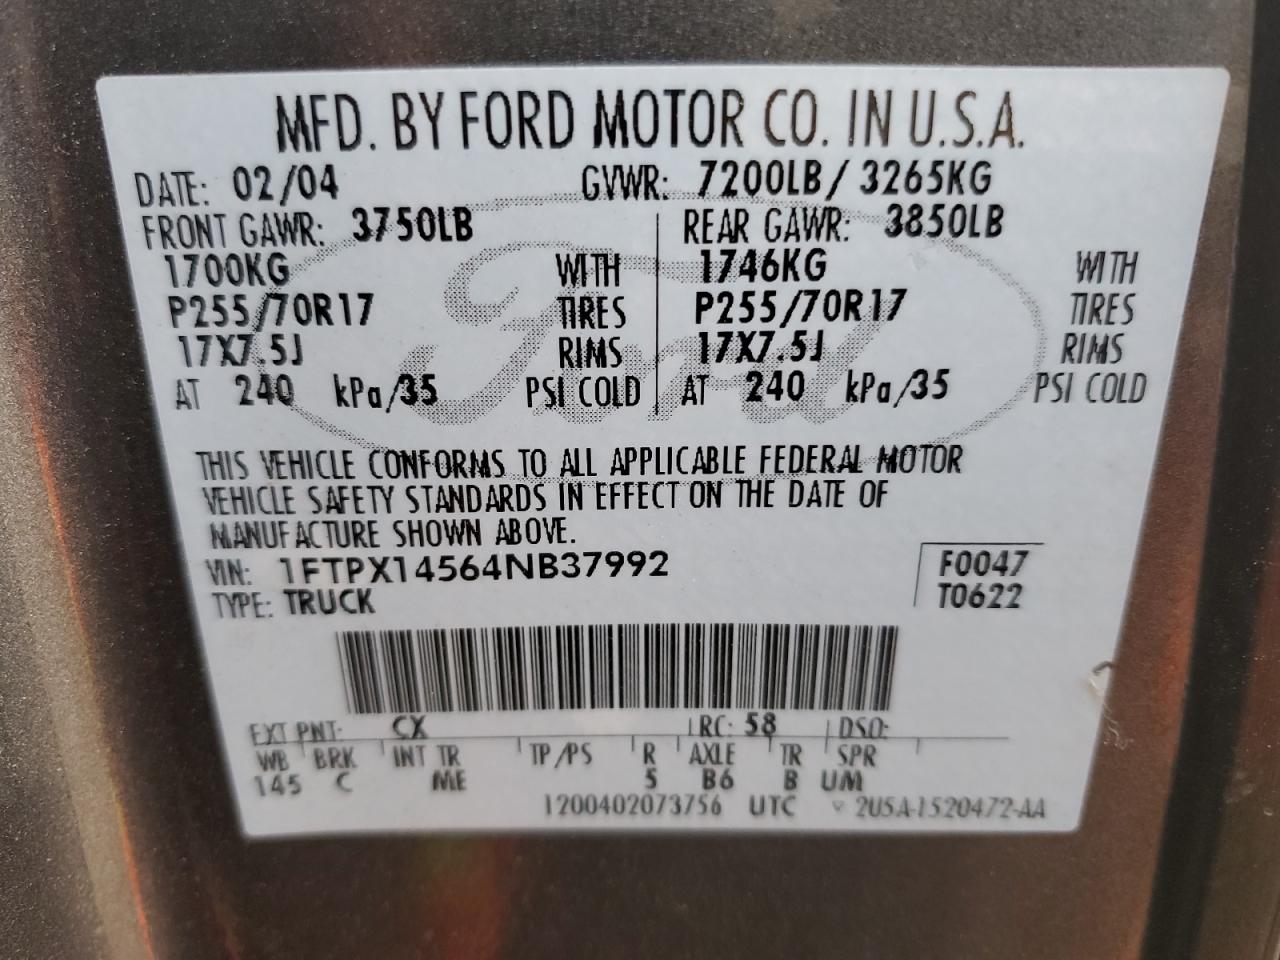 MFD. BY FORD MOTOR CO. IN U.S.A.
DATE: 02/04 GVWR: 7200LB/ 3265KG
FRONT GAWR: 3750LB REAR GAWR: 3850LB
1700KG WITH 1746KG WITH
P255/70R17 TIRES P255/70R17 TIRES
17X7.5J RIMS 17X7.5J RIMS
AT 240 kPa/35 PSI COLD AT 240 kPa/35 PSI COLD
Ford
THIS VEHICLE CONFORMS TO ALL APPLICABLE FEDERAL MOTOR
VEHICLE SAFETY STANDARDS IN EFFECT ON THE DATE OF
MANUFACTURE SHOWN ABOVE.
VIN: 1FTPX14564NB37992 F0047
TYPE: TRUCK T0622
EXT PNT: CX RC: 58 DSO:
WB BRK INT TR TP/PS R AXLE TR SPR
145 C ME 5 B6 B UM
1200402073756 UTC 2U5A-1520472-AA